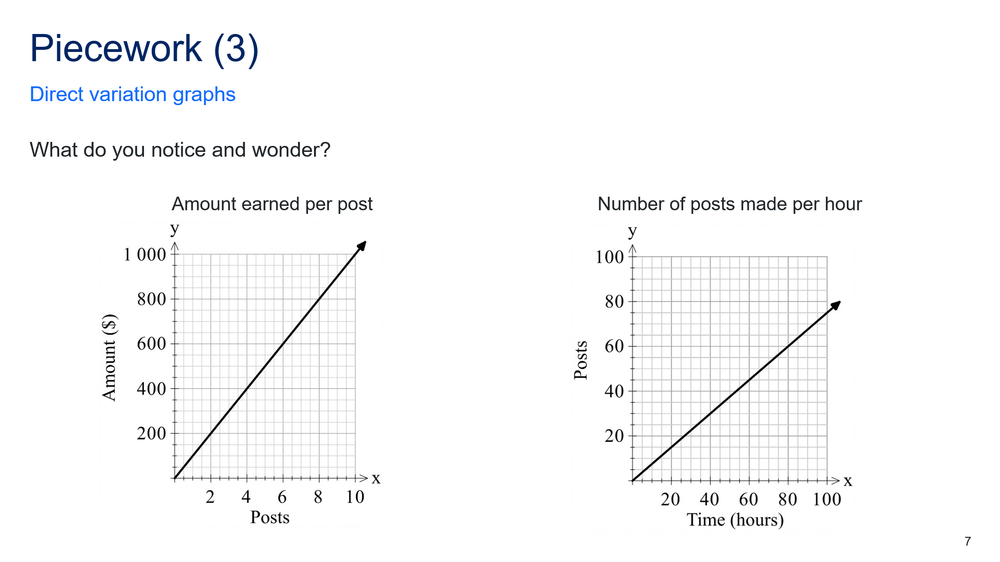 Piecework (3)
Direct variation graphs
What do you notice and wonder?
Amount earned per post
y
1 000
800
600
400
200
Amount ($)
2 4 6 8 10
x
Posts
Number of posts made per hour
y
100
80
60
40
20
Posts
20 40 60 80 100
x
Time (hours)
7